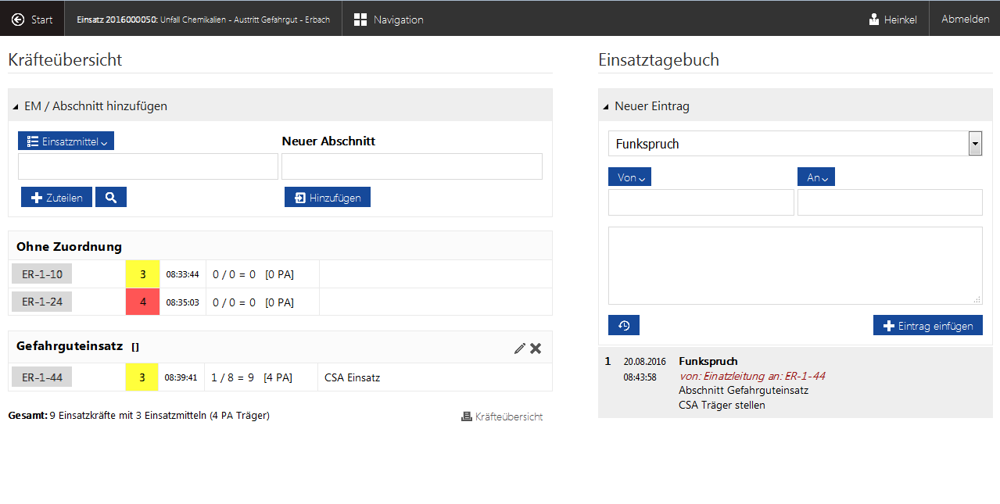 Start
Einsatz 2016000050: Unfall Chemikalien - Austritt Gefahrgut - Erbach
Navigation
Heinkel
Abmelden
Kräfteübersicht
EM / Abschnitt hinzufügen
Einsatzmittel
Neuer Abschnitt
Zuteilen
Hinzufügen
Ohne Zuordnung
ER-1-10 3 08:33:44 0 / 0 = 0 [0 PA]
ER-1-24 4 08:35:03 0 / 0 = 0 [0 PA]
Gefahrguteinsatz []
ER-1-44 3 08:39:41 1 / 8 = 9 [4 PA] CSA Einsatz
Gesamt: 9 Einsatzkräfte mit 3 Einsatzmitteln (4 PA Träger)
Kräfteübersicht
Einsatztagebuch
Neuer Eintrag
Funkspruch
Von
An
Eintrag einfügen
1 20.08.2016 Funkspruch
08:43:58 von: Einatzleitung an: ER-1-44
Abschnitt Gefahrguteinsatz
CSA Träger stellen